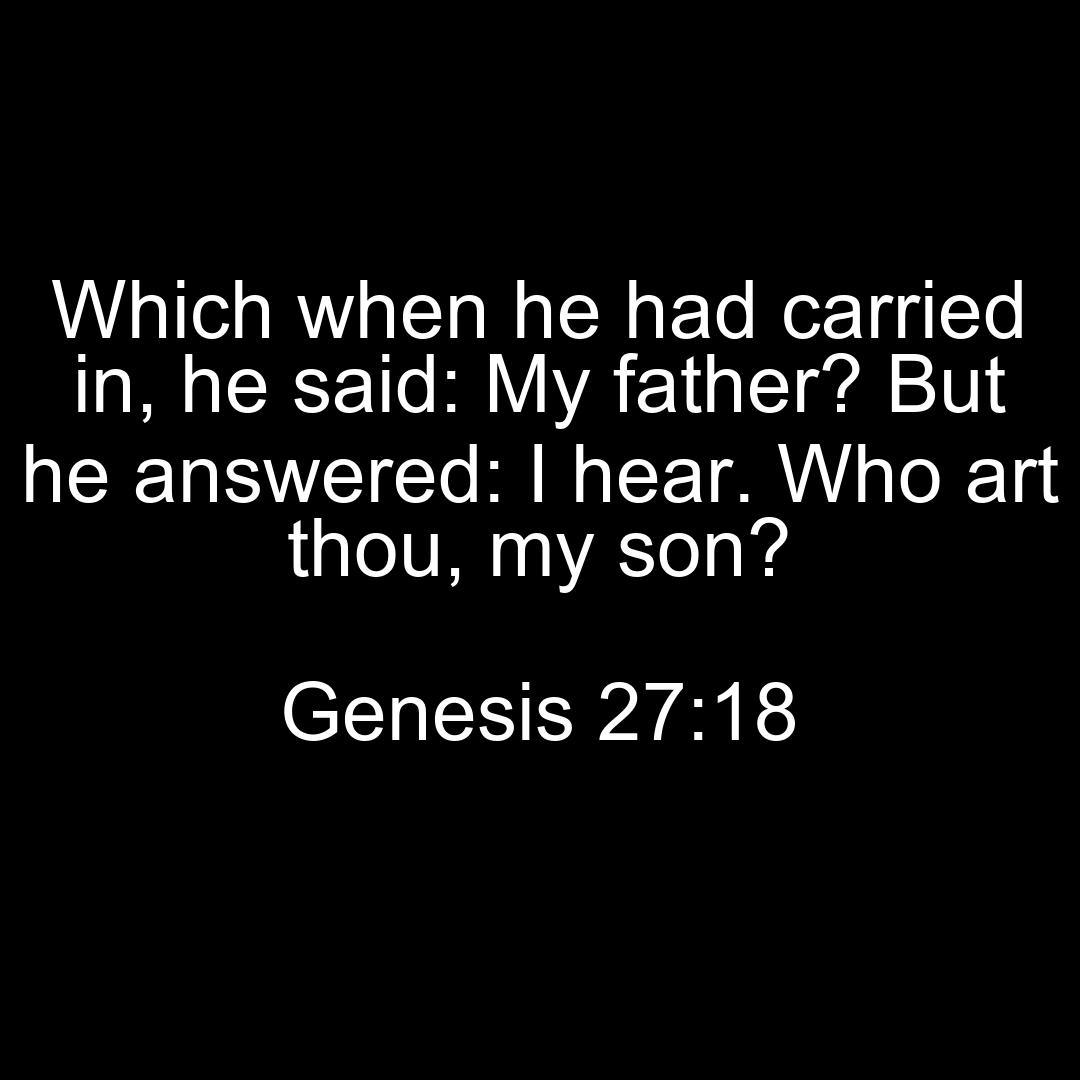 Which when he had carried
in, he said: My father? But
he answered: I hear. Who art
thou, my son?
Genesis 27:18